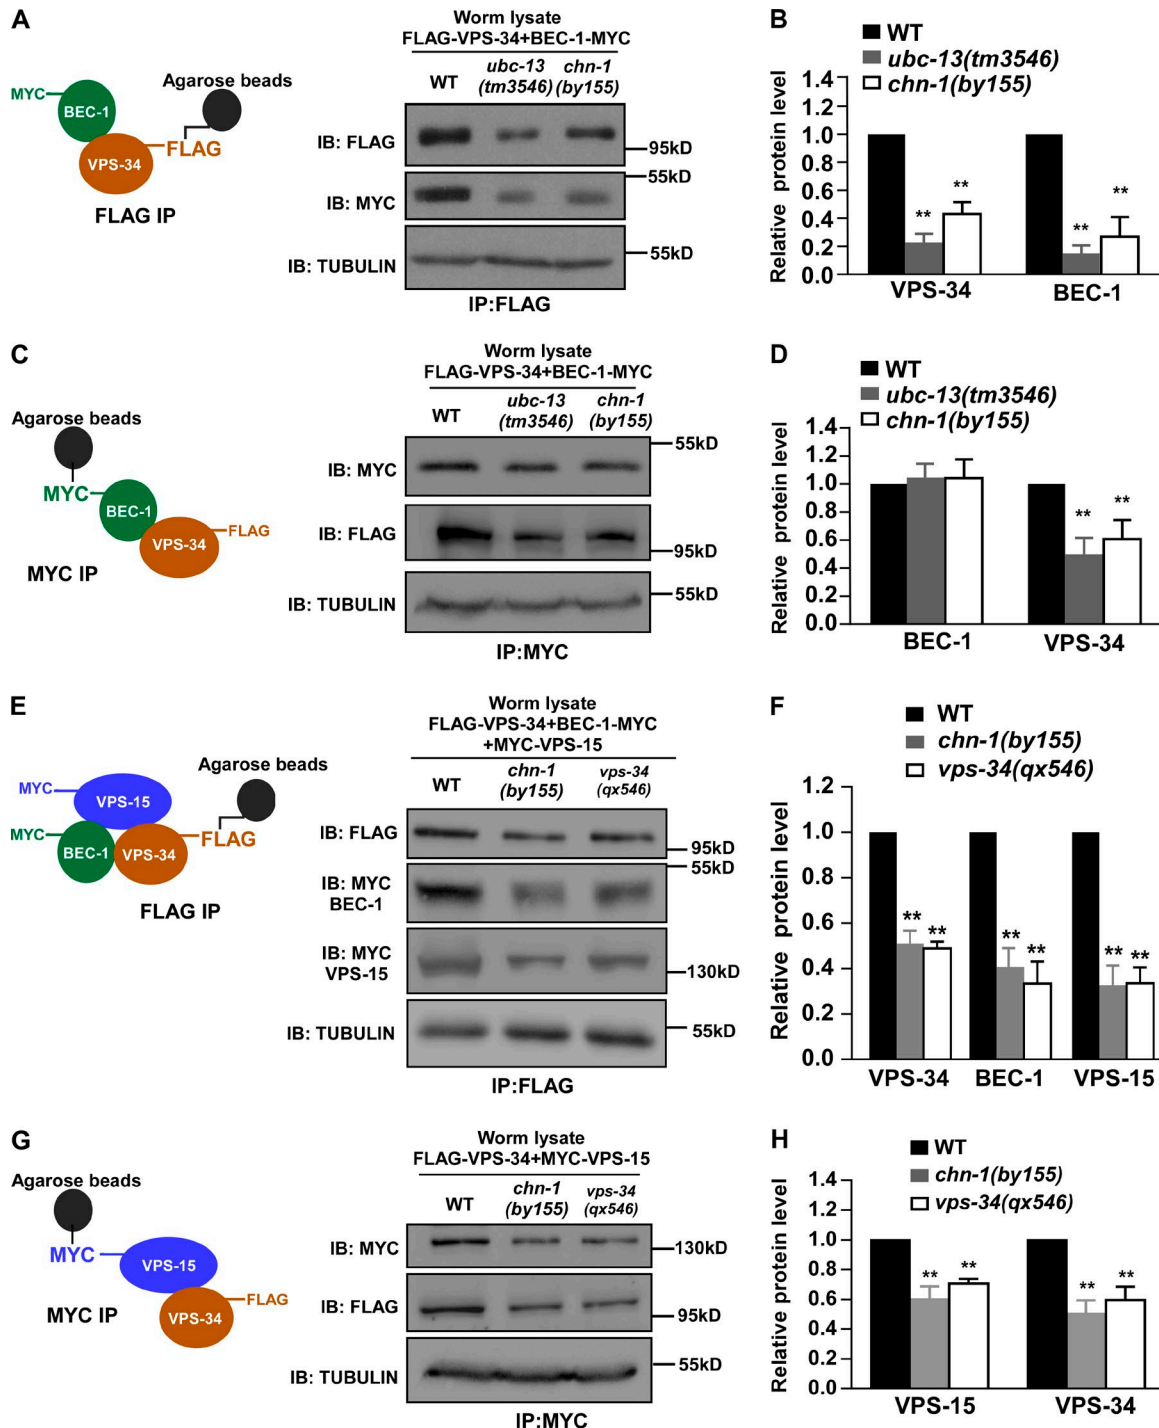 A
Worm lysate
FLAG-VPS-34+BEC-1-MYC
WT
ubc-13
(tm3546)
chn-1
(by155)
Agarose beads
MYC
BEC-1
VPS-34
FLAG
FLAG IP
IB: FLAG
95kD
55kD
IB: MYC
55kD
IB: TUBULIN
IP:FLAG
B
WT
ubc-13(tm3546)
chn-1(by155)
Relative protein level
1.4
1.2
1.0
0.8
0.6
0.4
0.2
0.0
**
**
**
**
VPS-34
BEC-1
C
Worm lysate
FLAG-VPS-34+BEC-1-MYC
WT
ubc-13
(tm3546)
chn-1
(by155)
Agarose beads
MYC
BEC-1
VPS-34
FLAG
MYC IP
55kD
IB: MYC
IB: FLAG
95kD
55kD
IB: TUBULIN
IP:MYC
D
WT
ubc-13(tm3546)
chn-1(by155)
Relative protein level
1.4
1.2
1.0
0.8
0.6
0.4
0.2
0.0
**
**
BEC-1
VPS-34
E
Worm lysate
FLAG-VPS-34+BEC-1-MYC
+MYC-VPS-15
WT
chn-1
(by155)
vps-34
(qx546)
Agarose beads
MYC
VPS-15
MYC
BEC-1
VPS-34
FLAG
FLAG IP
IB: FLAG
95kD
55kD
IB: MYC
BEC-1
IB: MYC
VPS-15
130kD
IB: TUBULIN
55kD
IP:FLAG
F
WT
chn-1(by155)
vps-34(qx546)
Relative protein level
1.2
1.0
0.8
0.6
0.4
0.2
0.0
**
**
**
**
**
**
VPS-34
BEC-1
VPS-15
G
Worm lysate
FLAG-VPS-34+MYC-VPS-15
WT
chn-1
(by155)
vps-34
(qx546)
Agarose beads
MYC
VPS-15
VPS-34
FLAG
MYC IP
IB: MYC
130kD
IB: FLAG
95kD
55kD
IB: TUBULIN
IP:MYC
H
WT
chn-1(by155)
vps-34(qx546)
Relative protein level
1.4
1.2
1.0
0.8
0.6
0.4
0.2
0.0
**
**
**
**
VPS-15
VPS-34